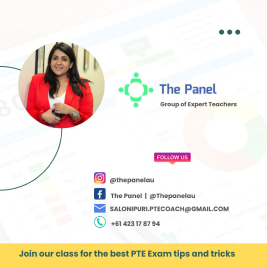 The Panel
Group of Expert Teachers
FOLLOW US
@thepanelau
The Panel | @Thepanelau
SALONIPURI.PTECOACH@GMAIL.COM
+61 423 17 87 94
Join our class for the best PTE Exam tips and tricks